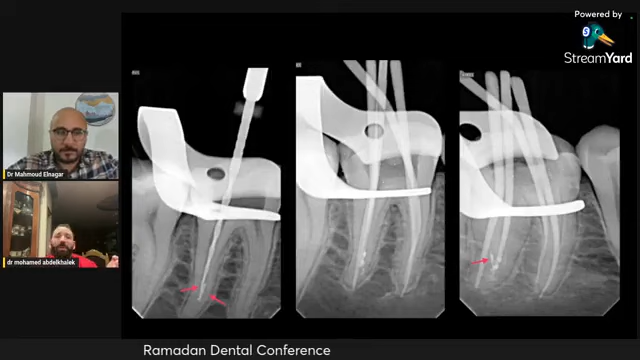 Powered by
StreamYard
Dr Mahmoud Elnagar
dr mohamed abdelkhalek
Ramadan Dental Conference